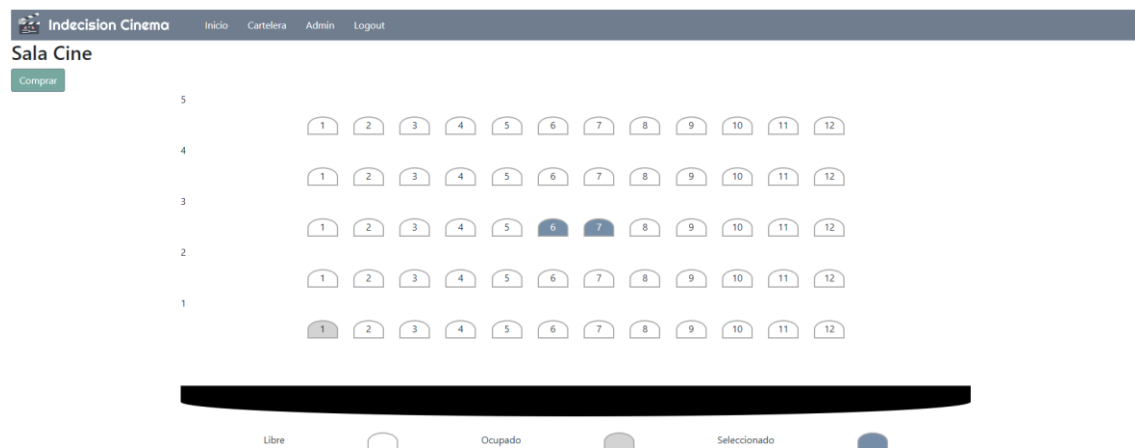 Indecision Cinema Inicio Cartelera Admin Logout
Sala Cine
Comprar
5
1 2 3 4 5 6 7 8 9 10 11 12
4
1 2 3 4 5 6 7 8 9 10 11 12
3
1 2 3 4 5 6 7 8 9 10 11 12
2
1 2 3 4 5 6 7 8 9 10 11 12
1
1 2 3 4 5 6 7 8 9 10 11 12
Libre Ocupado Seleccionado